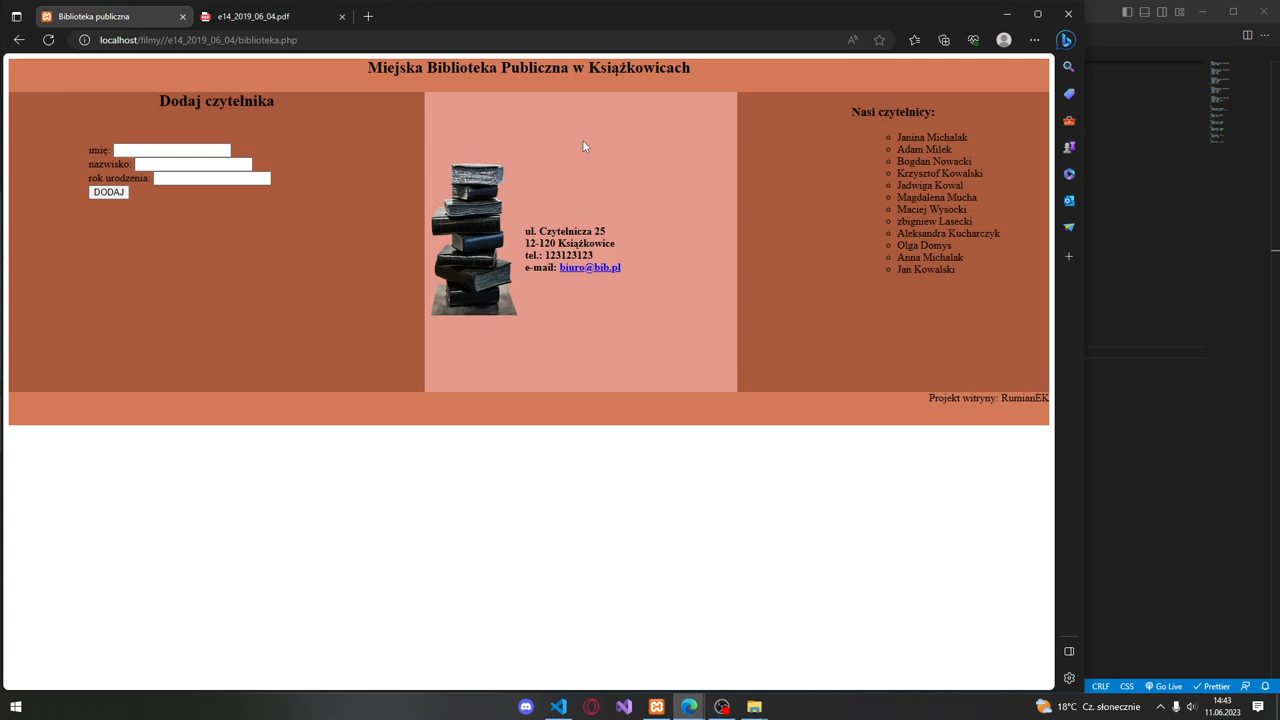 Biblioteka publiczna
e14_2019_06_04.pdf
localhost/filmy//e14_2019_06_04/biblioteka.php
Miejska Biblioteka Publiczna w Książkowicach
Dodaj czytelnika
imię:
nazwisko:
rok urodzenia:
DODAJ
ul. Czytelnicza 25
12-120 Książkowice
tel.: 123123123
e-mail: biuro@bib.pl
Nasi czytelnicy:
Janina Michalak
Adam Milek
Bogdan Nowacki
Krzysztof Kowalski
Jadwiga Kowal
Magdalena Mucha
Maciej Wysocki
zbigniew Lasecki
Aleksandra Kucharczyk
Olga Domys
Anna Michalak
Jan Kowalski
Projekt witryny: RumianEK
CRLF CSS Go Live Prettier
18°C Cz. słonecznie
14:43
11.06.2023